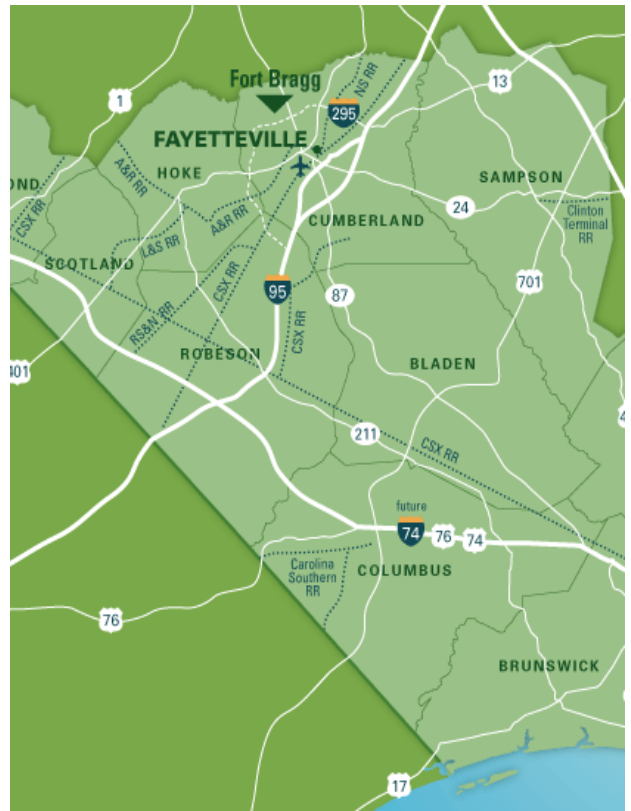 Fort Bragg
1
13
NS RR
295
FAYETTEVILLE
A&R RR
HOKE
SAMPSON
OND
CSX RR
A&R RR
24
Clinton
Terminal
RR
CUMBERLAND
L&S RR
SCOTLAND
CSX RR
701
95
87
RS&N RR
CSX RR
ROBESON
BLADEN
401
4
211
CSX RR
future
74
76
74
Carolina
Southern
RR
COLUMBUS
76
BRUNSWICK
17